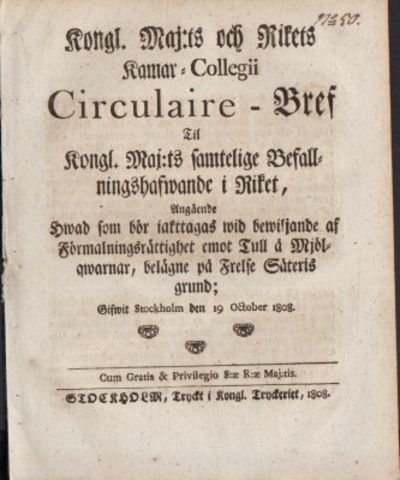 No 50.
Kongl. Maj:ts och Rikets
Kamar-Collegii
Circulaire-Bref
Til
Kongl. Maj:ts samtelige Befall-
ningshafwande i Riket,
Angående
Hwad som bör iakttagas wid bewiljande af
Förmalningsrättighet emot Tull å Mjöl-
qwarnar, belägne på Frelse Säteris
grund;
Gifwit Stockholm den 19 October 1808.
Cum Gratia & Privilegio S:æ R:æ Maj:tis.
STOCKHOLM, Tryckt i Kongl. Tryckeriet, 1808.